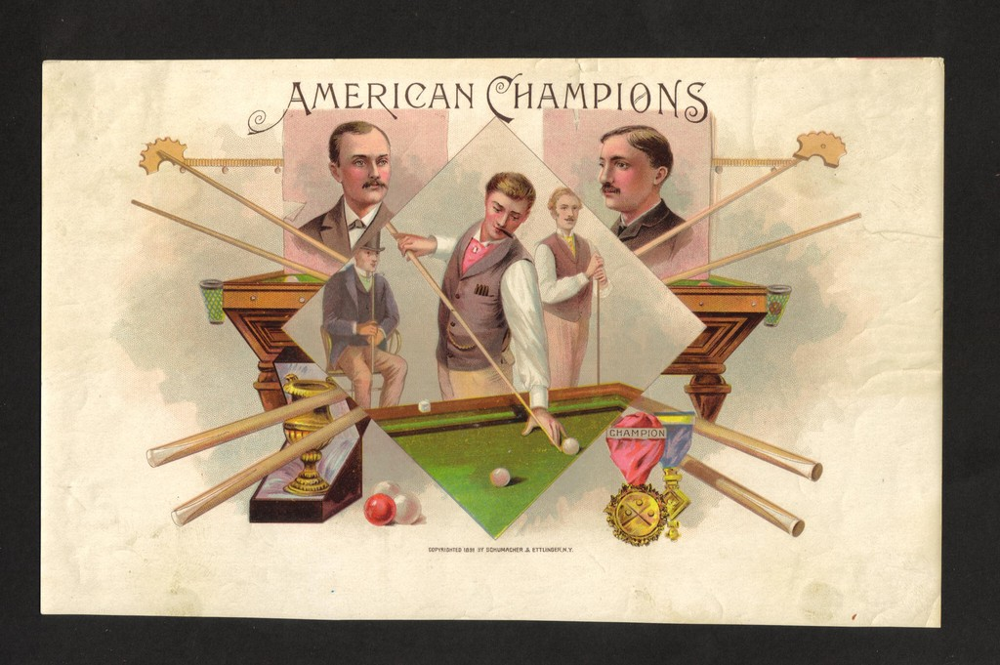 AMERICAN CHAMPIONS
CHAMPION
COPYRIGHTED 1891 BY SCHUMACHER & ETTLINGER, N.Y.